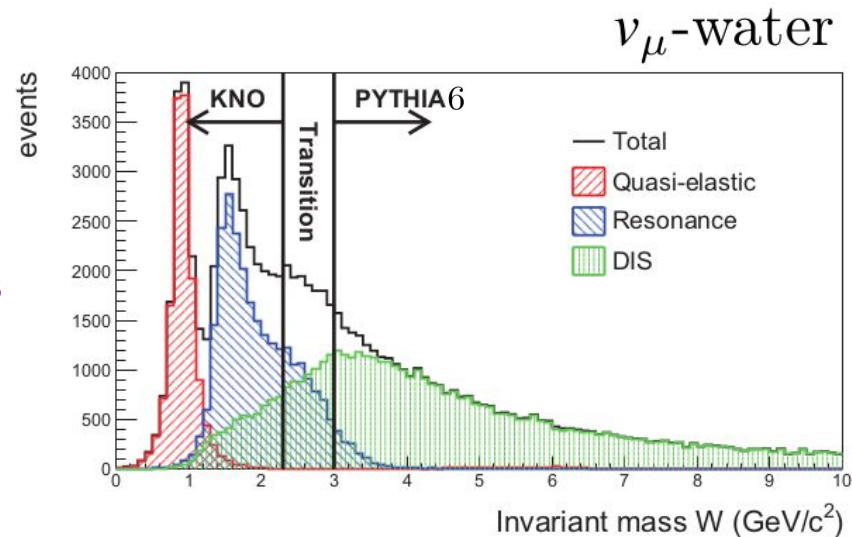 ν_μ-water
events
4000
3500
3000
2500
2000
1500
1000
500
0
KNO
PYTHIA6
Transition
Total
Quasi-elastic
Resonance
DIS
0 1 2 3 4 5 6 7 8 9 10
Invariant mass W (GeV/c²)